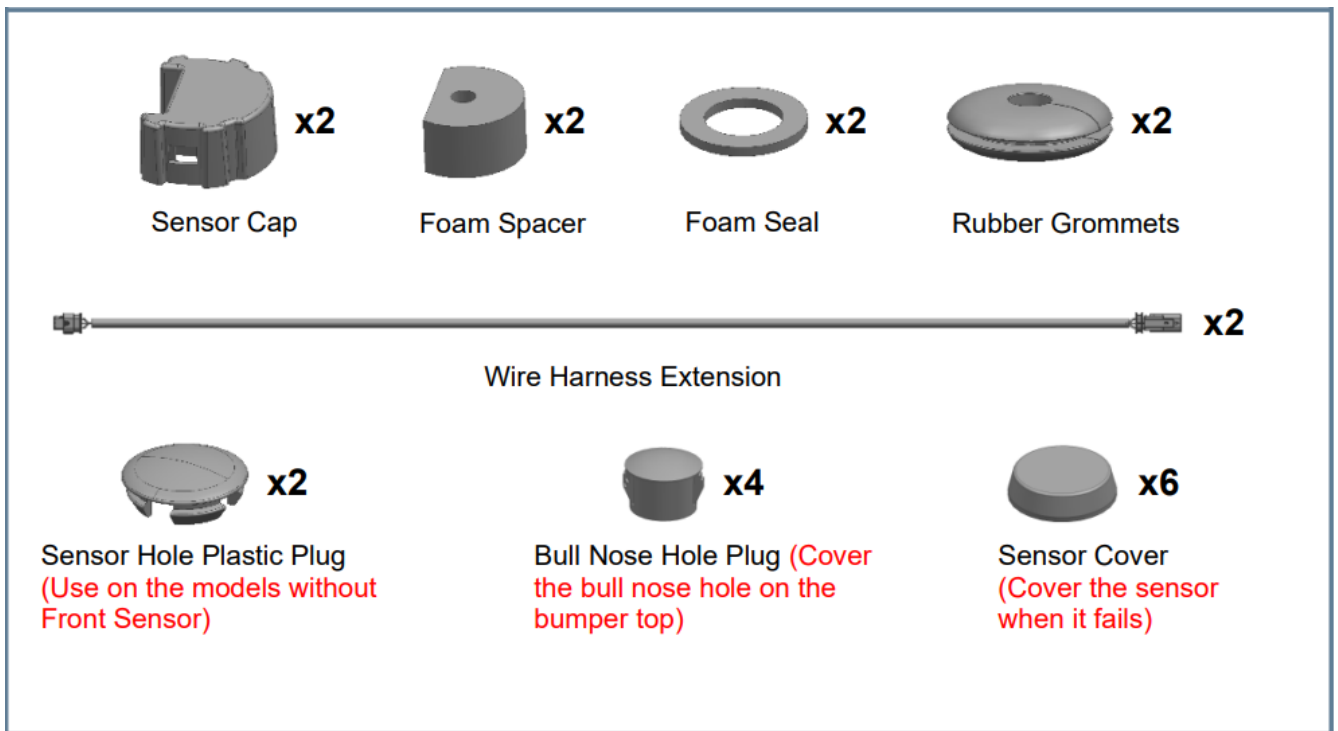 x2
x2
x2
x2
Sensor Cap
Foam Spacer
Foam Seal
Rubber Grommets
x2
Wire Harness Extension
x2
x4
x6
Sensor Hole Plastic Plug
(Use on the models without
Front Sensor)
Bull Nose Hole Plug (Cover
the bull nose hole on the
bumper top)
Sensor Cover
(Cover the sensor
when it fails)